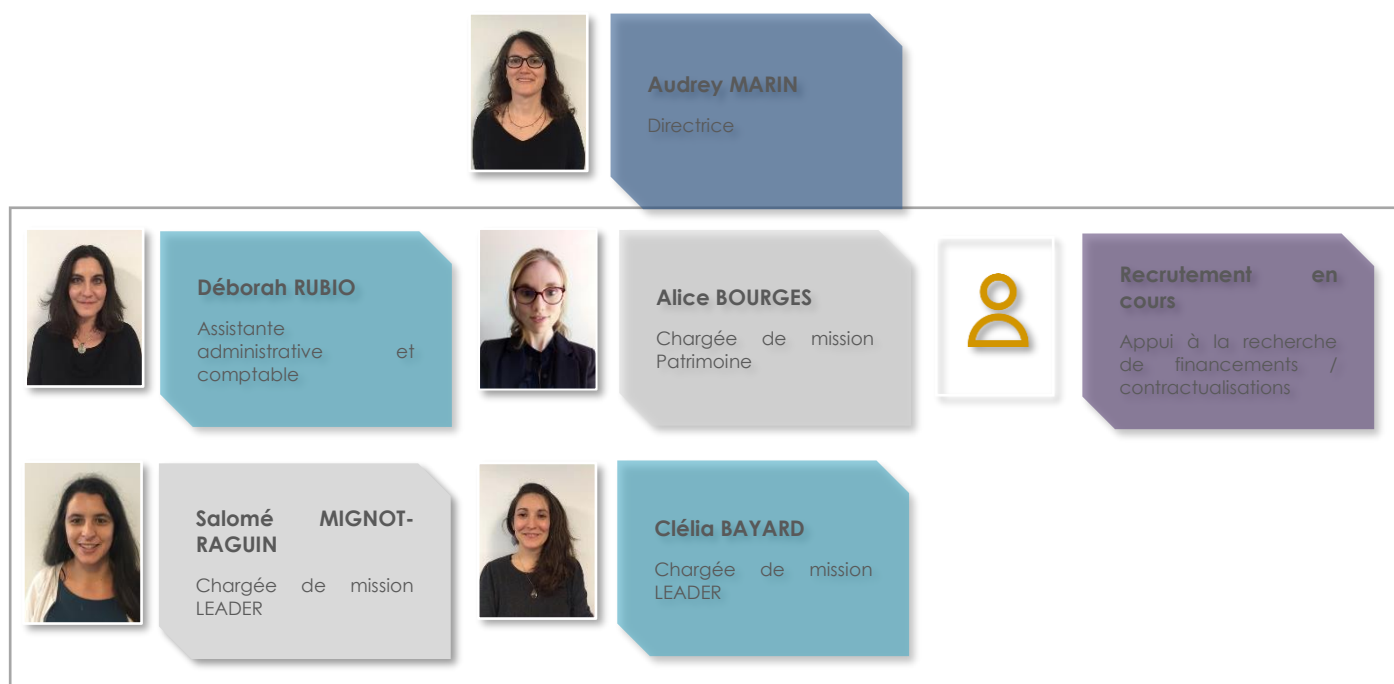 Audrey MARIN
Directrice
Déborah RUBIO
Assistante
administrative et
comptable
Alice BOURGES
Chargée de mission
Patrimoine
Recrutement en
cours
Appui à la recherche
de financements /
contractualisations
Salomé MIGNOT-
RAGUIN
Chargée de mission
LEADER
Clélia BAYARD
Chargée de mission
LEADER